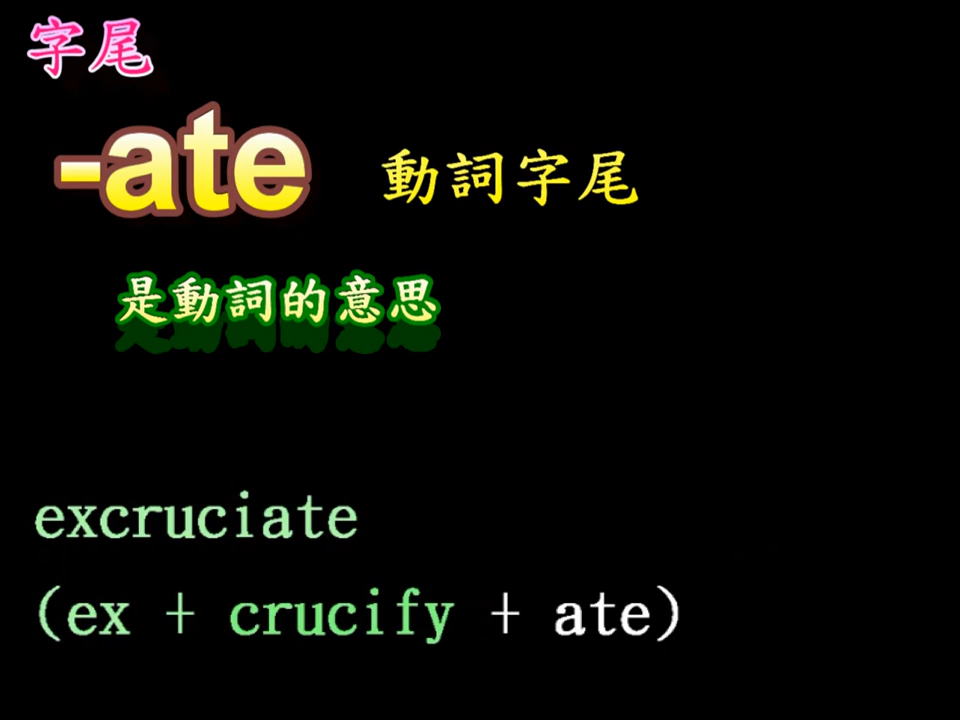 字尾
-ate 動詞字尾
是動詞的意思
excruciate
(ex + crucify + ate)